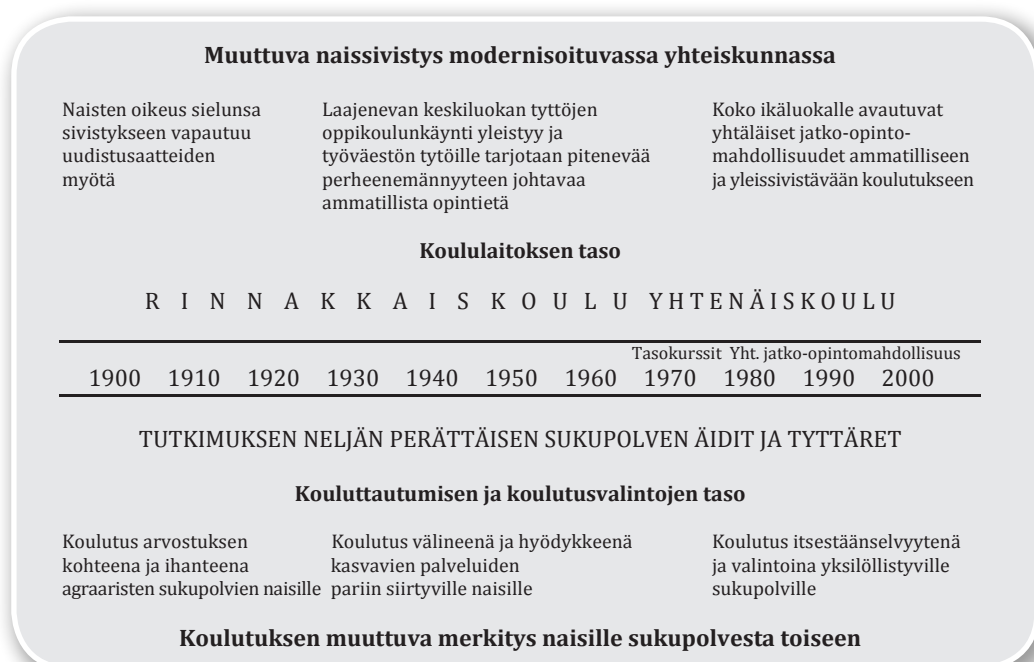 Muuttuva naissivistys modernisoituvassa yhteiskunnassa
Naisten oikeus sielunsa
sivistykseen vapautuu
uudistusaatteiden
myötä
Laajenevan keskiluokan tyttöjen
oppikoulunkäynti yleistyy ja
työväestön tytöille tarjotaan pitenevää
perheenemännyyteen johtavaa
ammatillista opintietä
Koko ikäluokalle avautuvat
yhtäläiset jatko-opinto-
mahdollisuudet ammatilliseen
ja yleissivistävään koulutukseen
Koululaitoksen taso
R I N N A K K A I S K O U L U Y H T E N Ä I S K O U L U
Tasokurssit Yht. jatko-opintomahdollisuus
1900 1910 1920 1930 1940 1950 1960 1970 1980 1990 2000
TUTKIMUKSEN NELJÄN PERÄTTÄISEN SUKUPOLVEN ÄIDIT JA TYTTÄRET
Kouluttautumisen ja koulutusvalintojen taso
Koulutus arvostuksen
kohteena ja ihanteena
agraaristen sukupolvien naisille
Koulutus välineenä ja hyödykkeenä
kasvavien palveluiden
pariin siirtyville naisille
Koulutus itsestäänselvyytenä
ja valintoina yksilöllistyville
sukupolville
Koulutuksen muuttuva merkitys naisille sukupolvesta toiseen